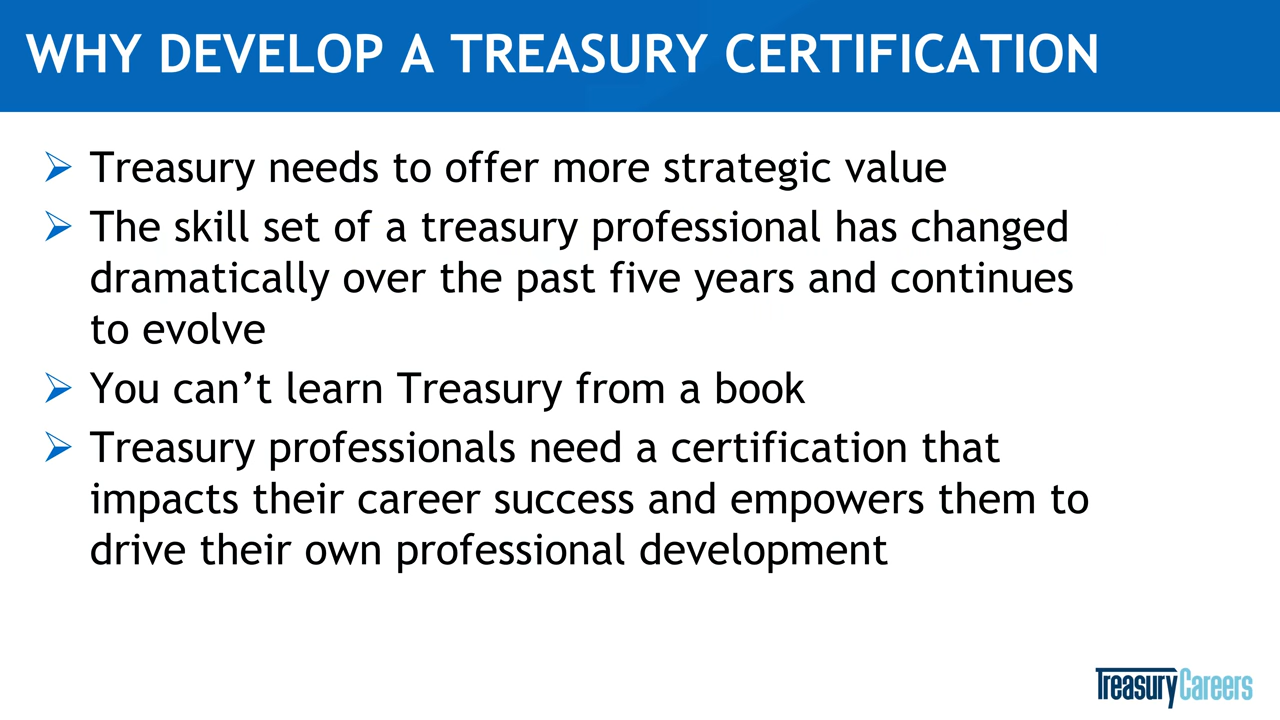 WHY DEVELOP A TREASURY CERTIFICATION
➢ Treasury needs to offer more strategic value
➢ The skill set of a treasury professional has changed
dramatically over the past five years and continues
to evolve
➢ You can’t learn Treasury from a book
➢ Treasury professionals need a certification that
impacts their career success and empowers them to
drive their own professional development
TreasuryCareers